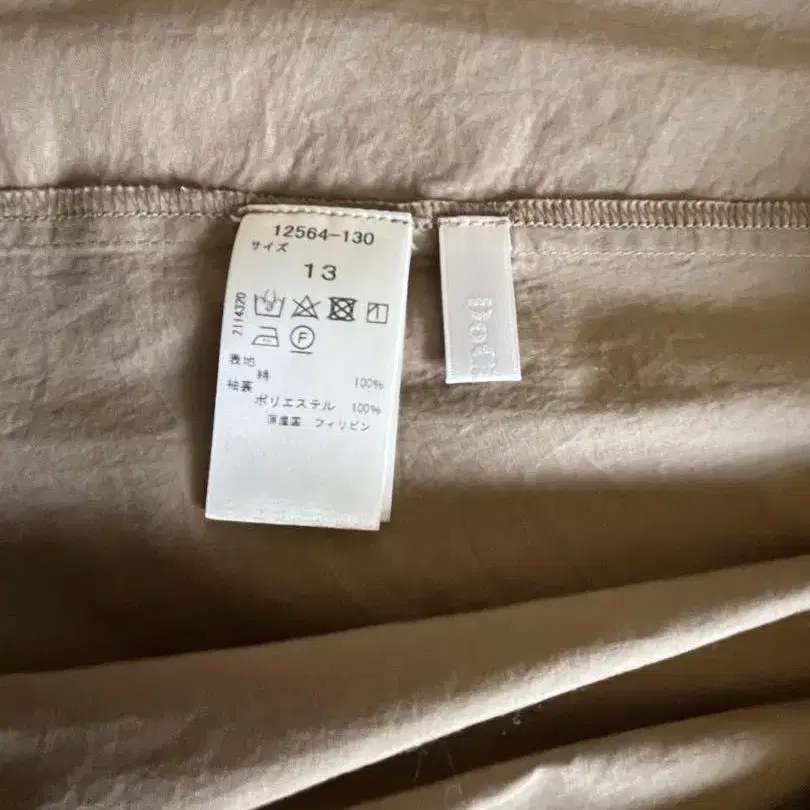 12564-130
サイズ
13
2114320
F
表地
綿 100%
袖裏
ポリエステル 100%
原産国 フィリピン